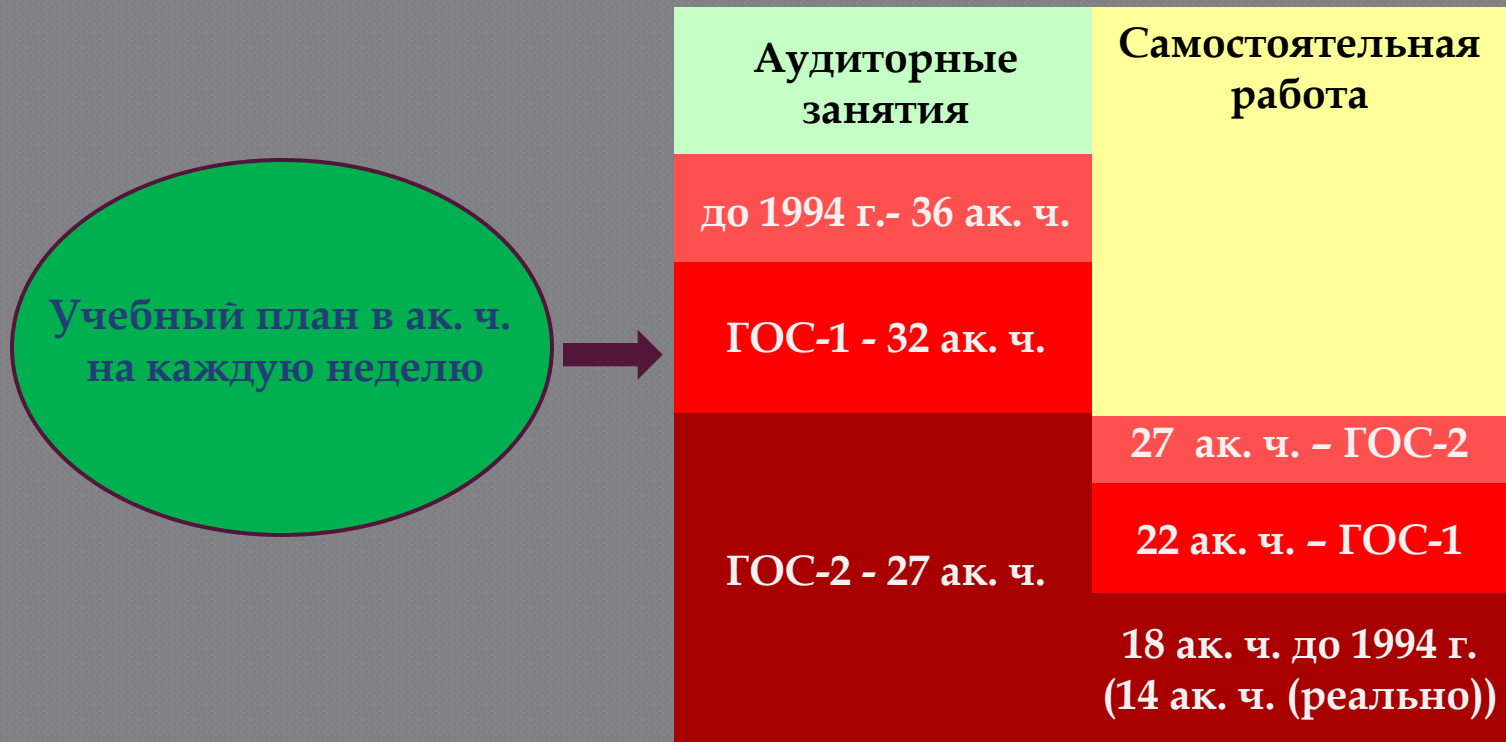 Учебный план в ак. ч.
на каждую неделю
Аудиторные
занятия
до 1994 г.- 36 ак. ч.
ГОС-1 - 32 ак. ч.
ГОС-2 - 27 ак. ч.
Самостоятельная
работа
27 ак. ч. – ГОС-2
22 ак. ч. – ГОС-1
18 ак. ч. до 1994 г.
(14 ак. ч. (реально))